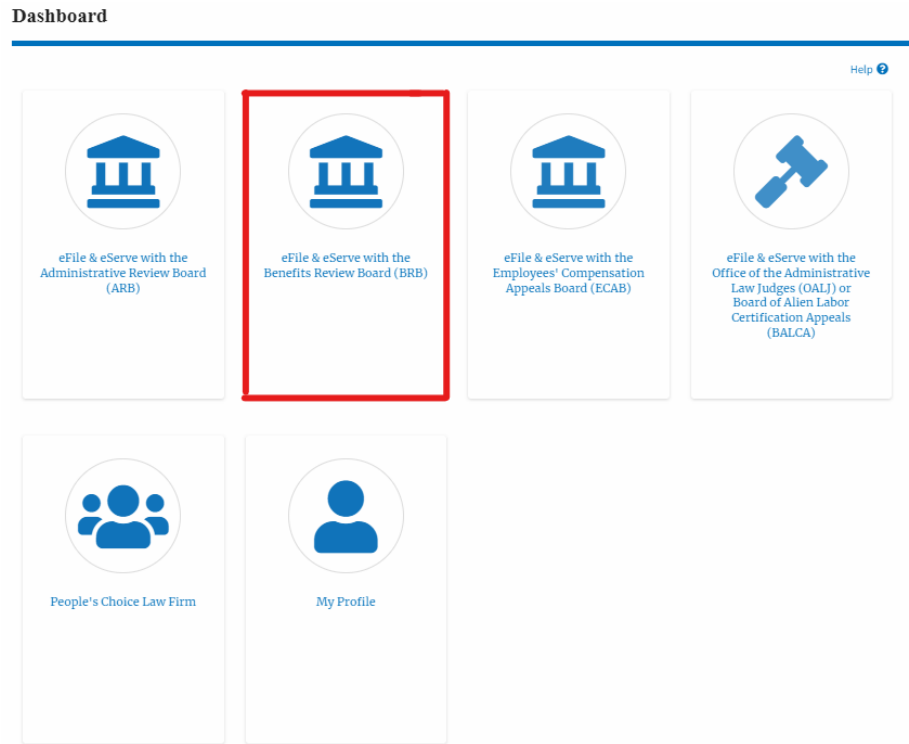 Dashboard
Help
eFile & eServe with the
Administrative Review Board
(ARB)
eFile & eServe with the
Benefits Review Board (BRB)
eFile & eServe with the
Employees' Compensation
Appeals Board (ECAB)
eFile & eServe with the
Office of the Administrative
Law Judges (OALJ) or
Board of Alien Labor
Certification Appeals
(BALCA)
People's Choice Law Firm
My Profile